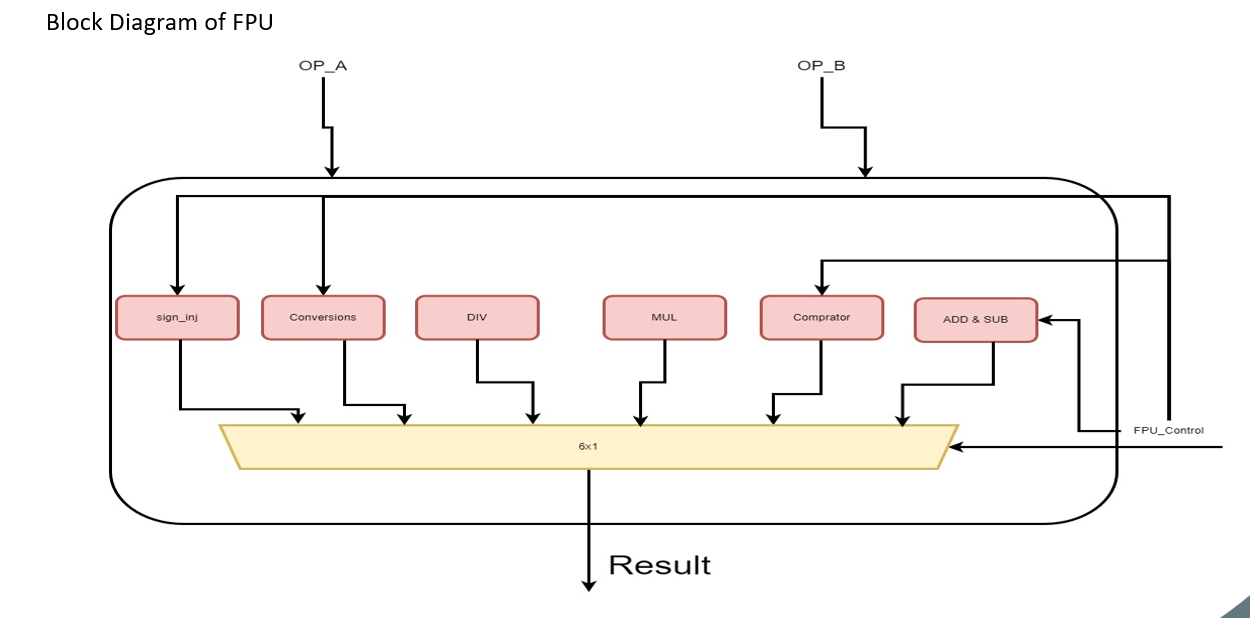 Block Diagram of FPU
OP_A
OP_B
sign_inj
Conversions
DIV
MUL
Comprator
ADD & SUB
FPU_Control
6x1
Result